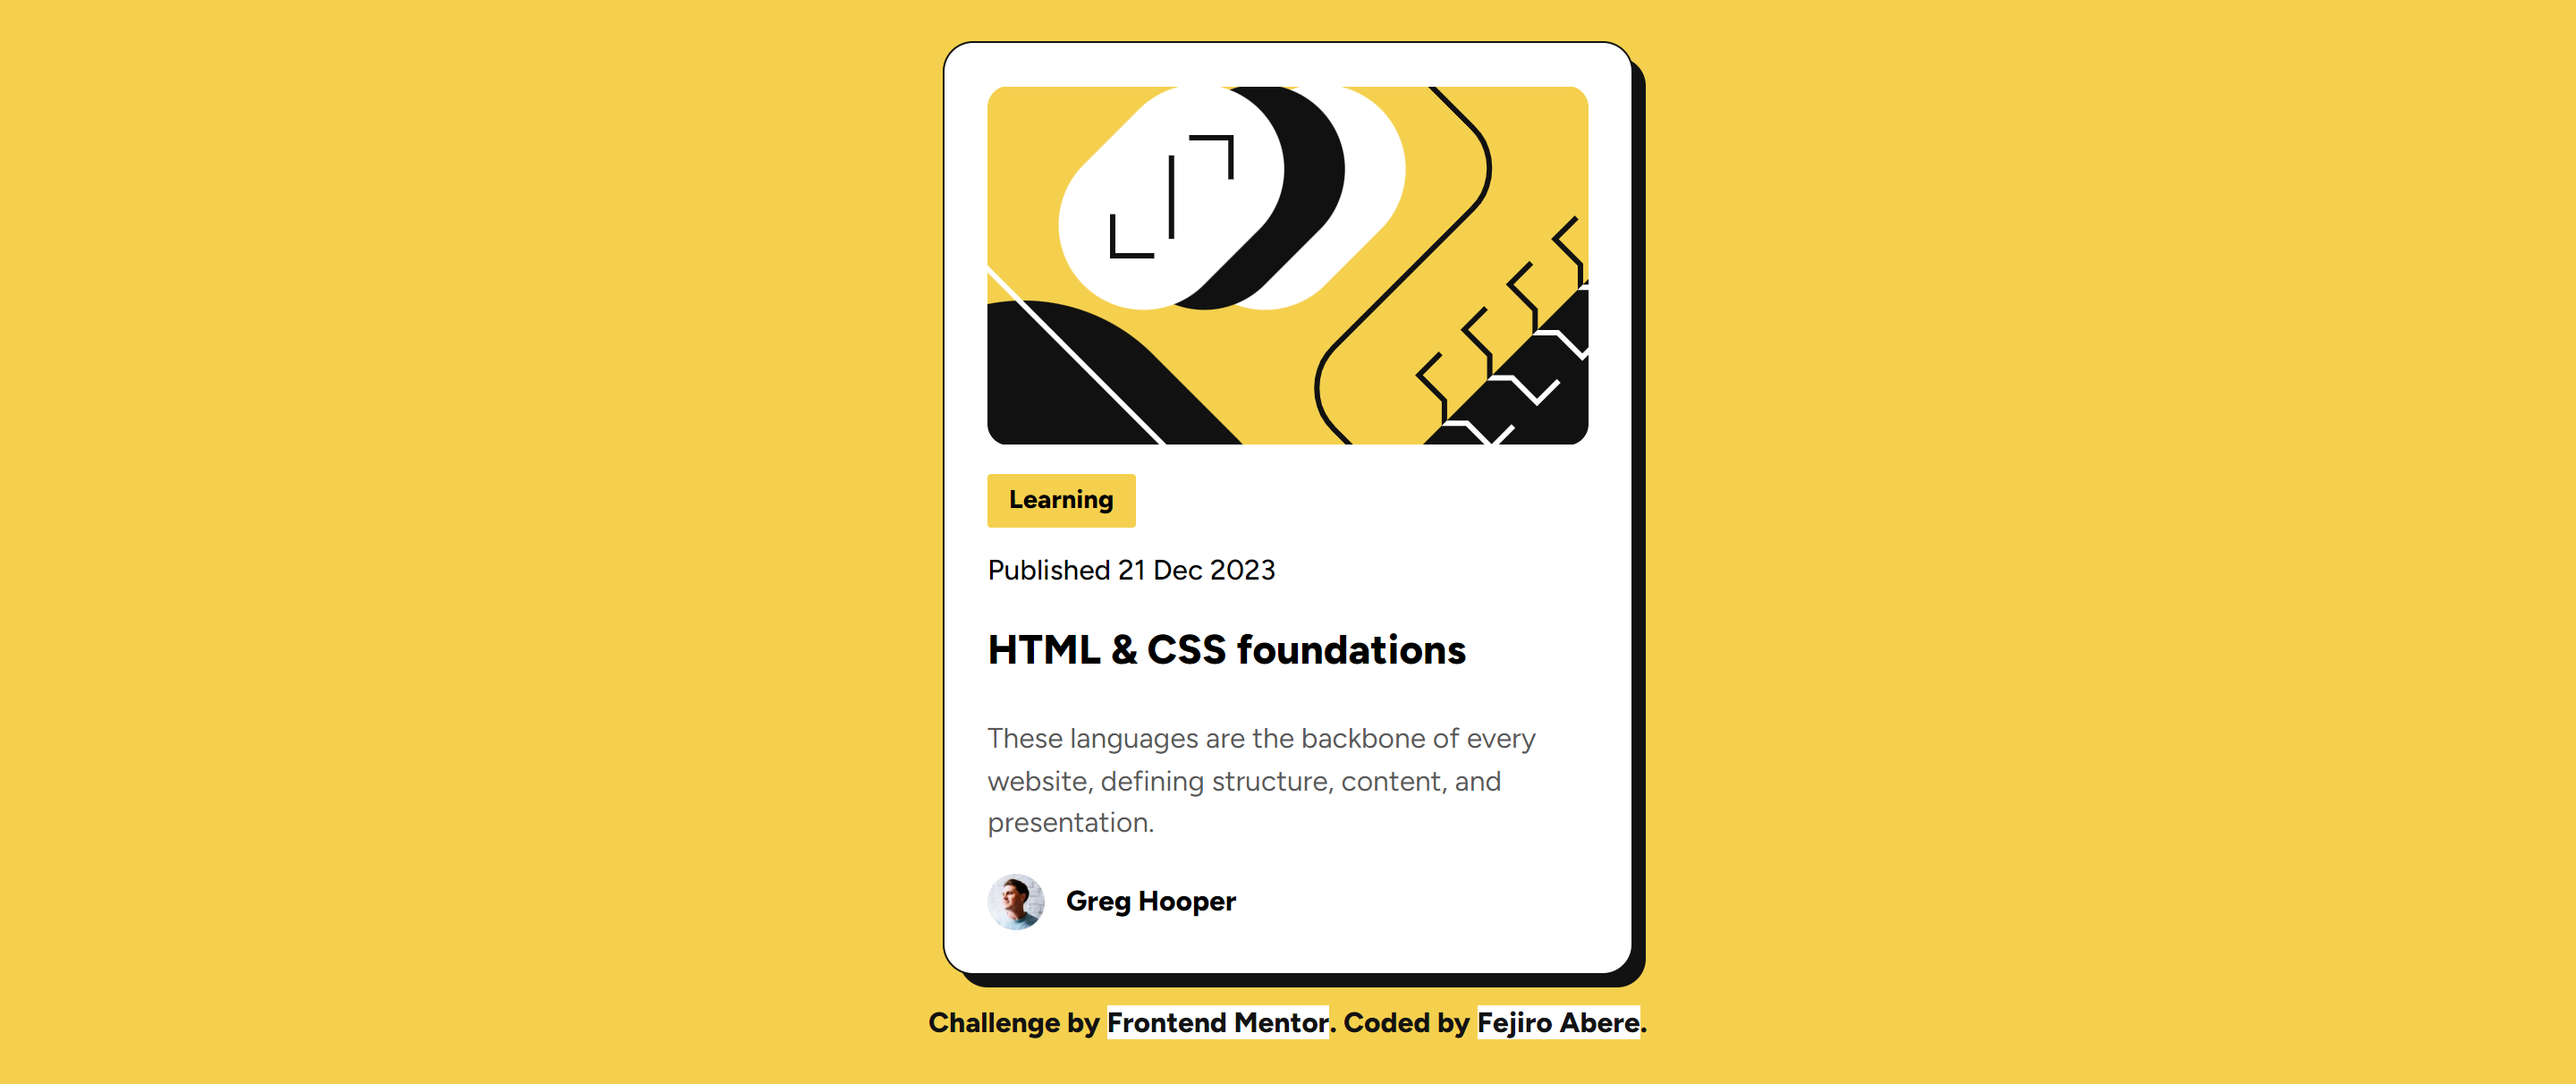 Learning
Published 21 Dec 2023
HTML & CSS foundations
These languages are the backbone of every
website, defining structure, content, and
presentation.
Greg Hooper
Challenge by Frontend Mentor. Coded by Fejiro Abere.